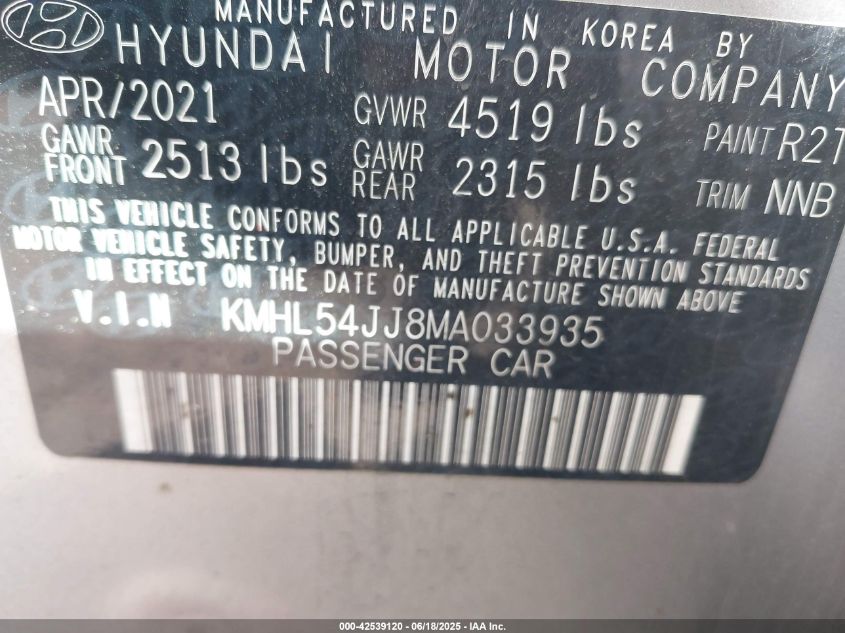 MANUFACTURED IN KOREA BY
HYUNDAI MOTOR COMPANY
APR/2021 GVWR 4519 lbs PAINT R2T
GAWR FRONT 2513 lbs GAWR REAR 2315 lbs TRIM NNB
THIS VEHICLE CONFORMS TO ALL APPLICABLE U.S.A. FEDERAL
MOTOR VEHICLE SAFETY, BUMPER, AND THEFT PREVENTION STANDARDS
IN EFFECT ON THE DATE OF MANUFACTURE SHOWN ABOVE
V.I.N KMHL54JJ8MA033935
PASSENGER CAR
000-42539120 - 06/18/2025 - IAA Inc.